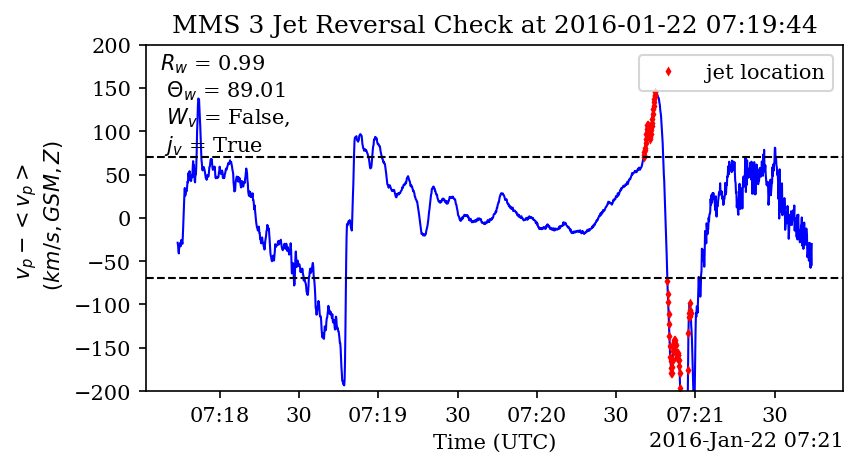 MMS 3 Jet Reversal Check at 2016-01-22 07:19:44
R_w = 0.99
Θ_w = 89.01
W_v = False,
j_v = True
jet location
200
150
100
50
0
−50
−100
−150
−200
v_p − < v_p >
(km/s, GSM, Z)
07:18 30 07:19 30 07:20 30 07:21 30
Time (UTC)
2016-Jan-22 07:21